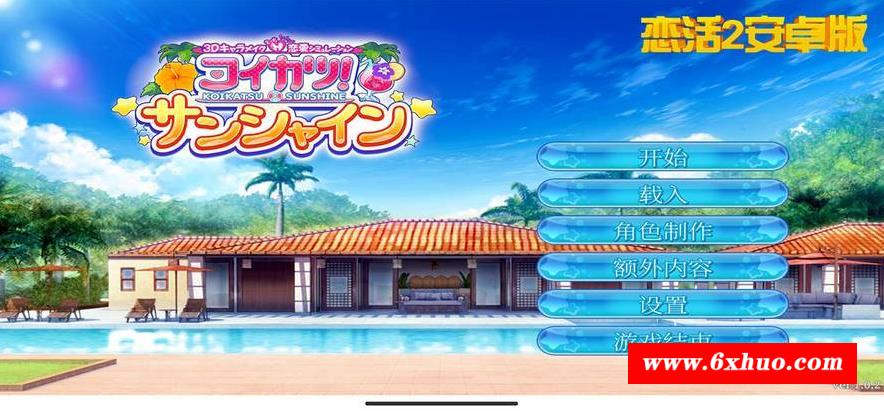 恋活2安卓版
3Dキャラメイク 恋愛シミュレーション
コイカツ!
KOIKATSU SUNSHINE
サンシャイン
开始
载入
角色制作
额外内容
设置
游戏结束
www.6xhuo.com